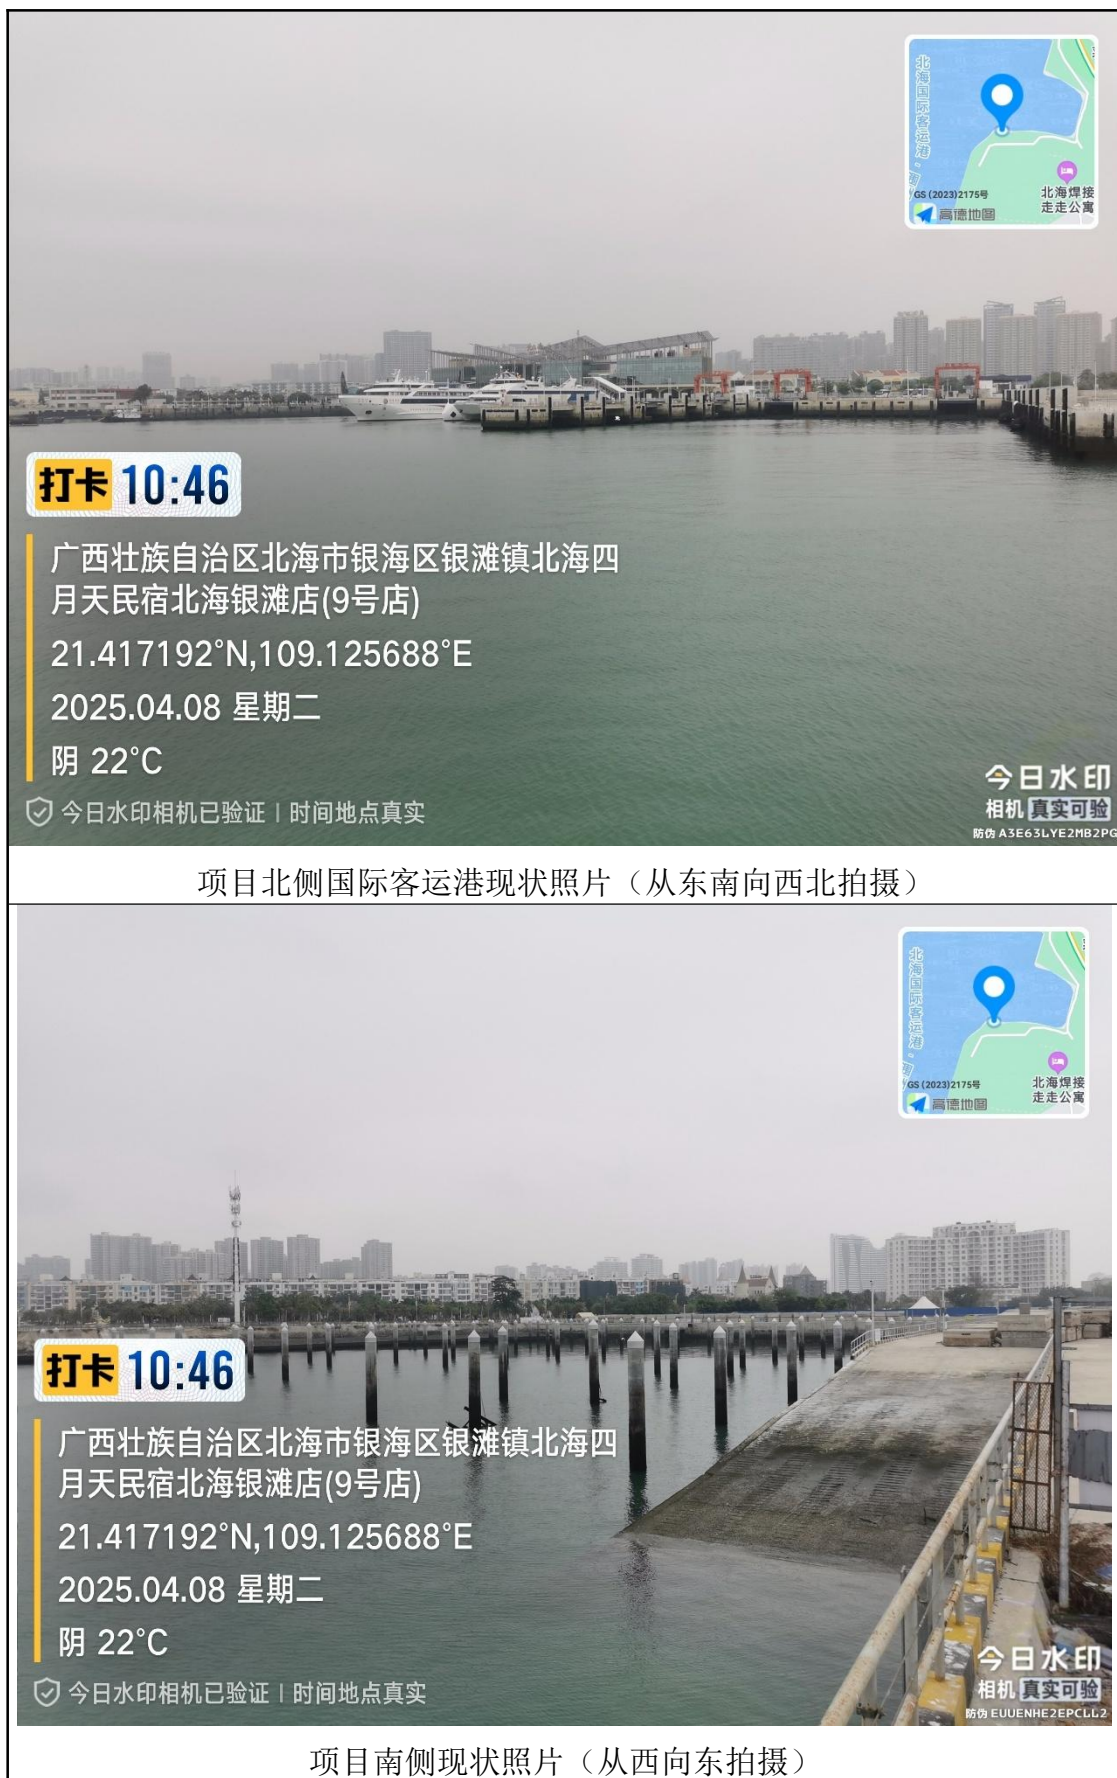 北海国际客运港·
GS(2023)2175号
高德地图
北海焊接
走走公寓
打卡 10:46
广西壮族自治区北海市银海区银滩镇北海四
月天民宿北海银滩店(9号店)
21.417192°N,109.125688°E
2025.04.08 星期二
阴 22°C
今日水印相机已验证 | 时间地点真实
今日水印
相机 真实可验
防伪 A3E63LYE2MB2PG
项目北侧国际客运港现状照片（从东南向西北拍摄）
北海国际客运港·
GS(2023)2175号
高德地图
北海焊接
走走公寓
打卡 10:46
广西壮族自治区北海市银海区银滩镇北海四
月天民宿北海银滩店(9号店)
21.417192°N,109.125688°E
2025.04.08 星期二
阴 22°C
今日水印相机已验证 | 时间地点真实
今日水印
相机 真实可验
防伪 EUUENHE2EPCLL2
项目南侧现状照片（从西向东拍摄）